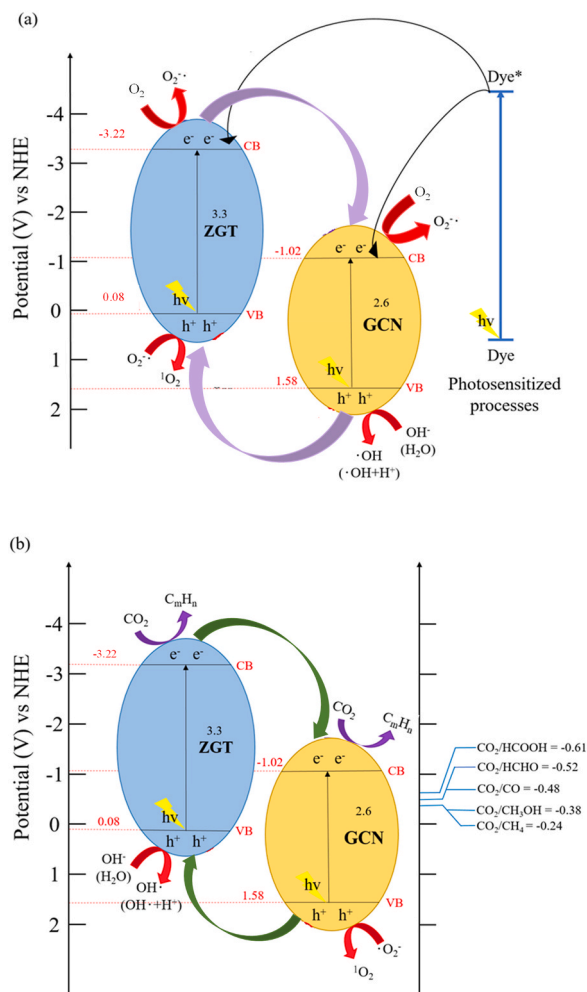 (a)
Potential (V) vs NHE
-4
-3
-2
-1
0
1
2
O₂
O₂⁻·
-3.22
e⁻ e⁻
CB
3.3
ZGT
hv
0.08
h⁺ h⁺
VB
O₂⁻·
¹O₂
Dye*
O₂
O₂⁻·
-1.02
e⁻ e⁻
CB
2.6
GCN
hv
1.58
h⁺ h⁺
VB
OH⁻
(H₂O)
·OH
(·OH+H⁺)
hv
Dye
Photosensitized
processes
(b)
Potential (V) vs NHE
-4
-3
-2
-1
0
1
2
CO₂
CₘHₙ
-3.22
e⁻ e⁻
CB
3.3
ZGT
hv
0.08
h⁺ h⁺
VB
OH⁻
(H₂O)
OH·
(OH·+H⁺)
CO₂
CₘHₙ
-1.02
e⁻ e⁻
CB
2.6
GCN
hv
1.58
h⁺ h⁺
VB
·O₂⁻
¹O₂
CO₂/HCOOH = -0.61
CO₂/HCHO = -0.52
CO₂/CO = -0.48
CO₂/CH₃OH = -0.38
CO₂/CH₄ = -0.24